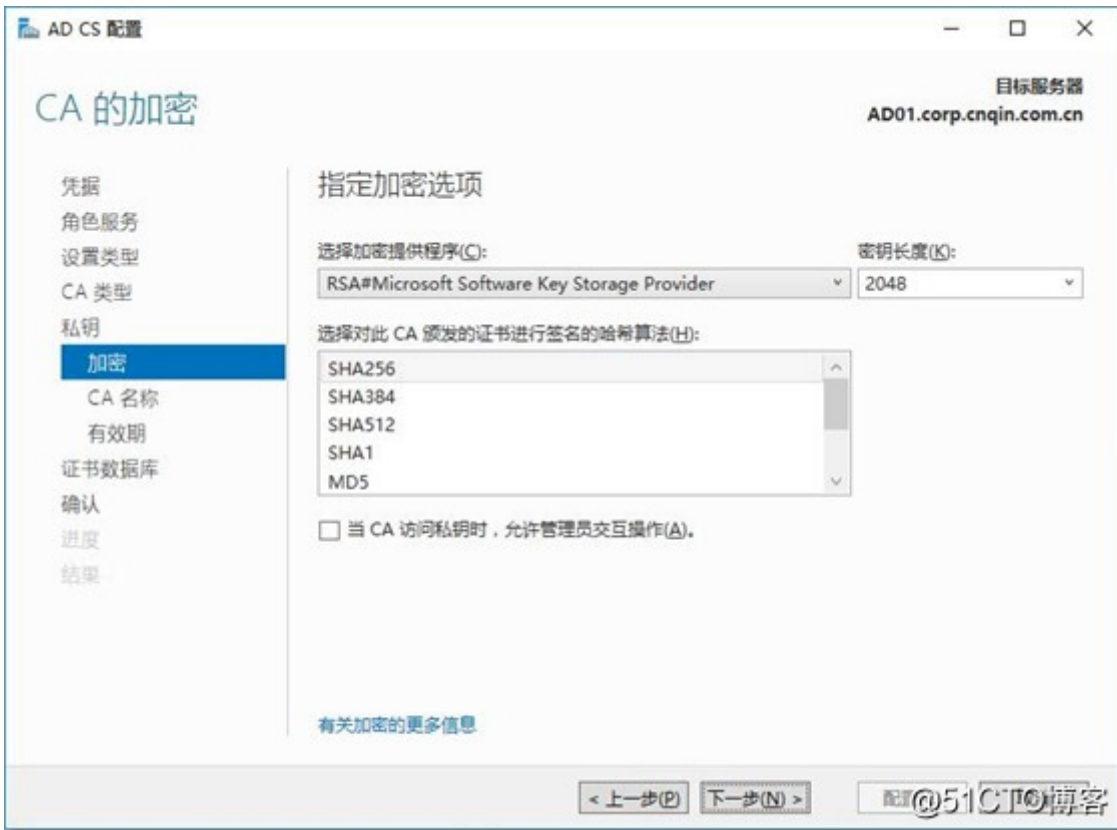 AD CS 配置
CA 的加密
目标服务器
AD01.corp.cnqin.com.cn
凭据
角色服务
设置类型
CA 类型
私钥
加密
CA 名称
有效期
证书数据库
确认
进度
结果
指定加密选项
选择加密提供程序(C):
密钥长度(K):
RSA#Microsoft Software Key Storage Provider
2048
选择对此 CA 颁发的证书进行签名的哈希算法(H):
SHA256
SHA384
SHA512
SHA1
MD5
当 CA 访问私钥时，允许管理员交互操作(A)。
有关加密的更多信息
< 上一步(P)
下一步(N) >
@51CTO博客